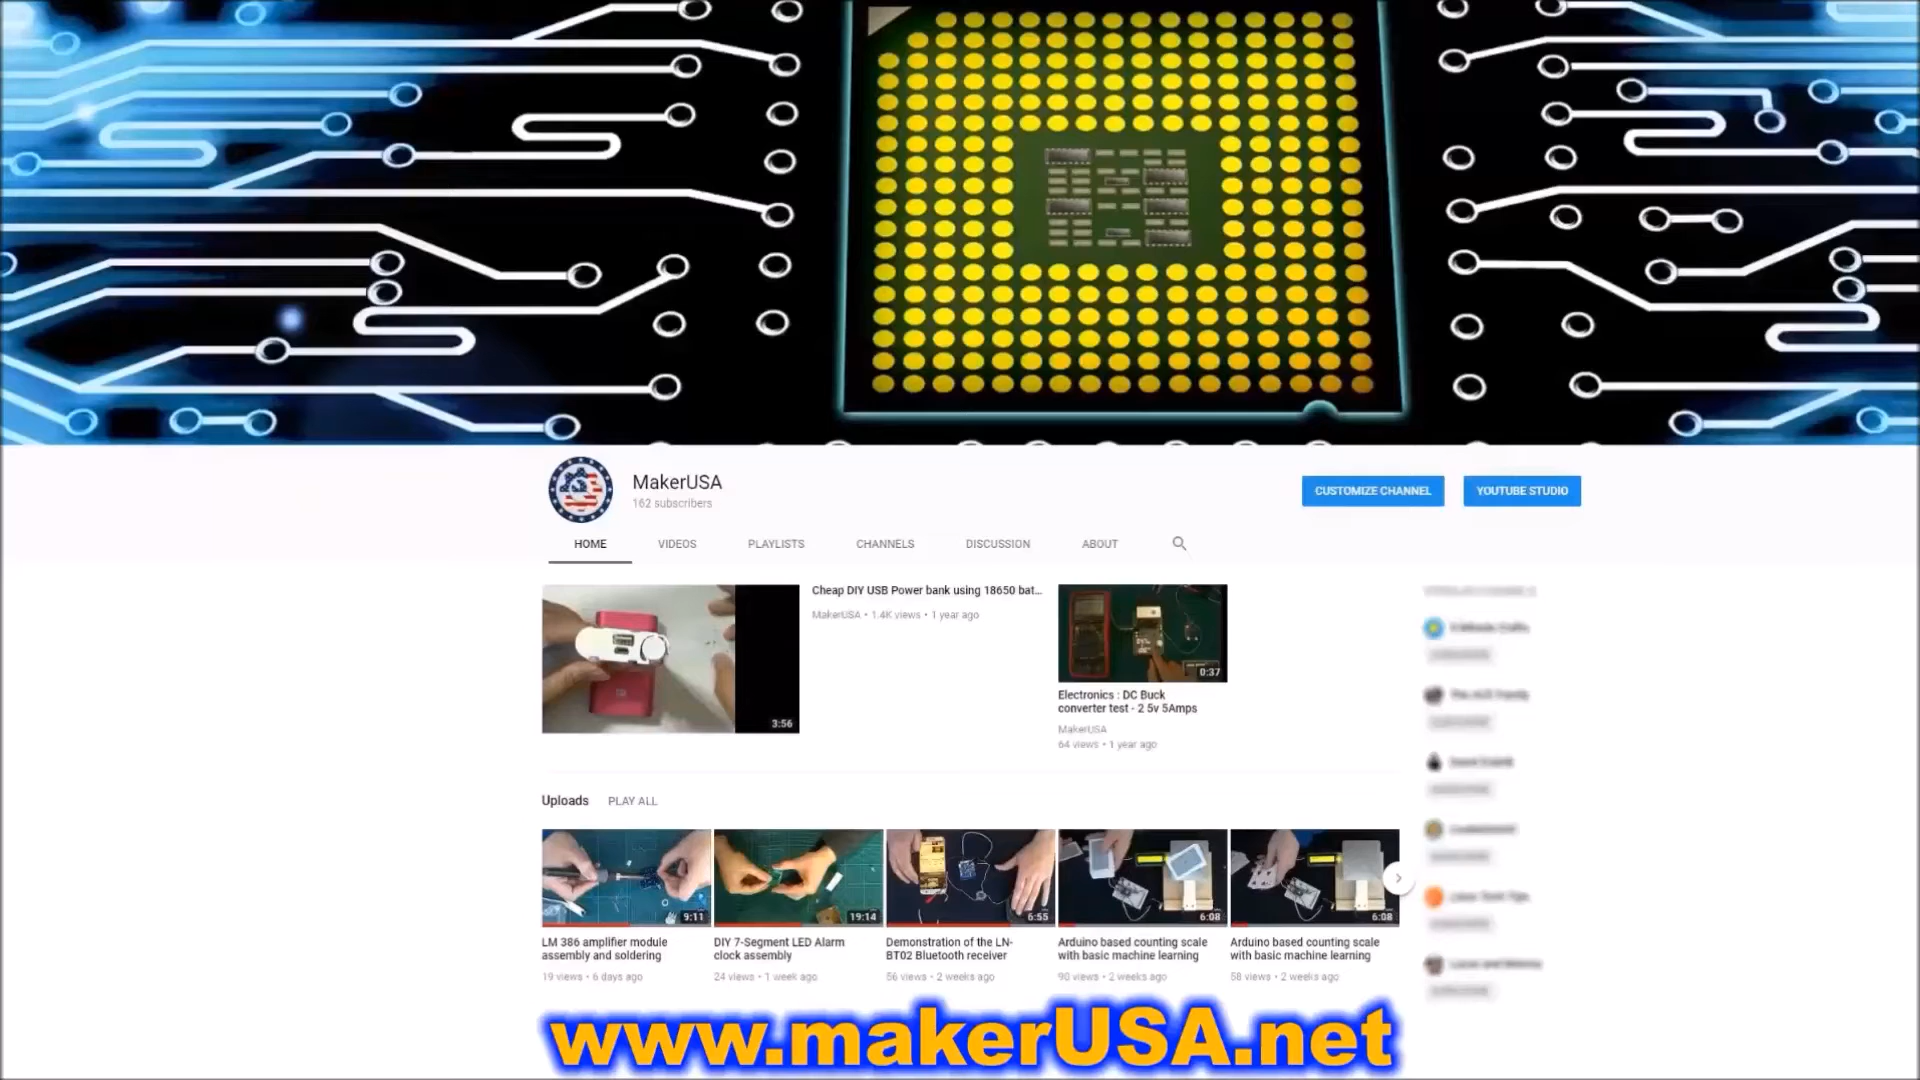 MakerUSA
162 subscribers
CUSTOMIZE CHANNEL
YOUTUBE STUDIO
HOME
VIDEOS
PLAYLISTS
CHANNELS
DISCUSSION
ABOUT
3:56
Cheap DIY USB Power bank using 18650 bat...
MakerUSA • 1.4K views • 1 year ago
0:37
Electronics : DC Buck
converter test - 2 5v 5Amps
MakerUSA
64 views • 1 year ago
Uploads
PLAY ALL
9:11
LM 386 amplifier module
assembly and soldering
19 views • 6 days ago
19:14
DIY 7-Segment LED Alarm
clock assembly
24 views • 1 week ago
6:55
Demonstration of the LN-
BT02 Bluetooth receiver
56 views • 2 weeks ago
6:08
Arduino based counting scale
with basic machine learning
90 views • 2 weeks ago
6:08
Arduino based counting scale
with basic machine learning
58 views • 2 weeks ago
www.makerUSA.net